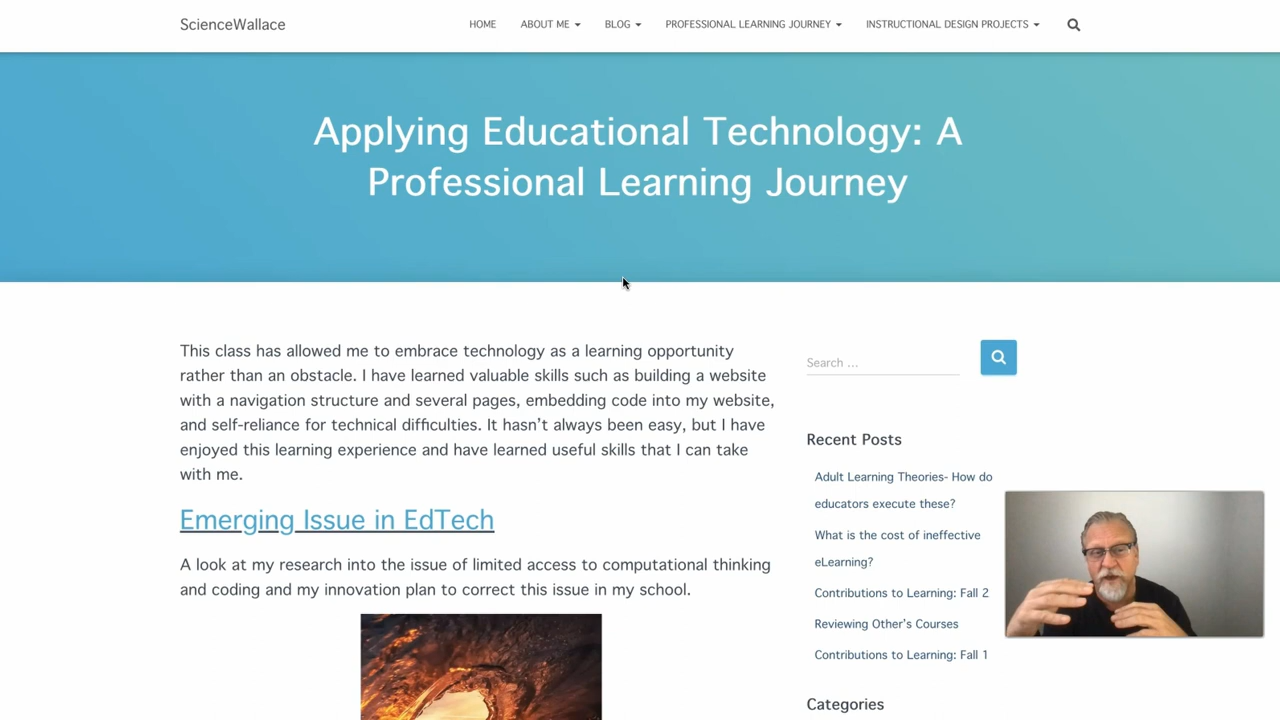 ScienceWallace
HOME
ABOUT ME
BLOG
PROFESSIONAL LEARNING JOURNEY
INSTRUCTIONAL DESIGN PROJECTS
Applying Educational Technology: A
Professional Learning Journey
This class has allowed me to embrace technology as a learning opportunity
rather than an obstacle. I have learned valuable skills such as building a website
with a navigation structure and several pages, embedding code into my website,
and self-reliance for technical difficulties. It hasn’t always been easy, but I have
enjoyed this learning experience and have learned useful skills that I can take
with me.
Emerging Issue in EdTech
A look at my research into the issue of limited access to computational thinking
and coding and my innovation plan to correct this issue in my school.
Search …
Recent Posts
Adult Learning Theories- How do
educators execute these?
What is the cost of ineffective
eLearning?
Contributions to Learning: Fall 2
Reviewing Other’s Courses
Contributions to Learning: Fall 1
Categories